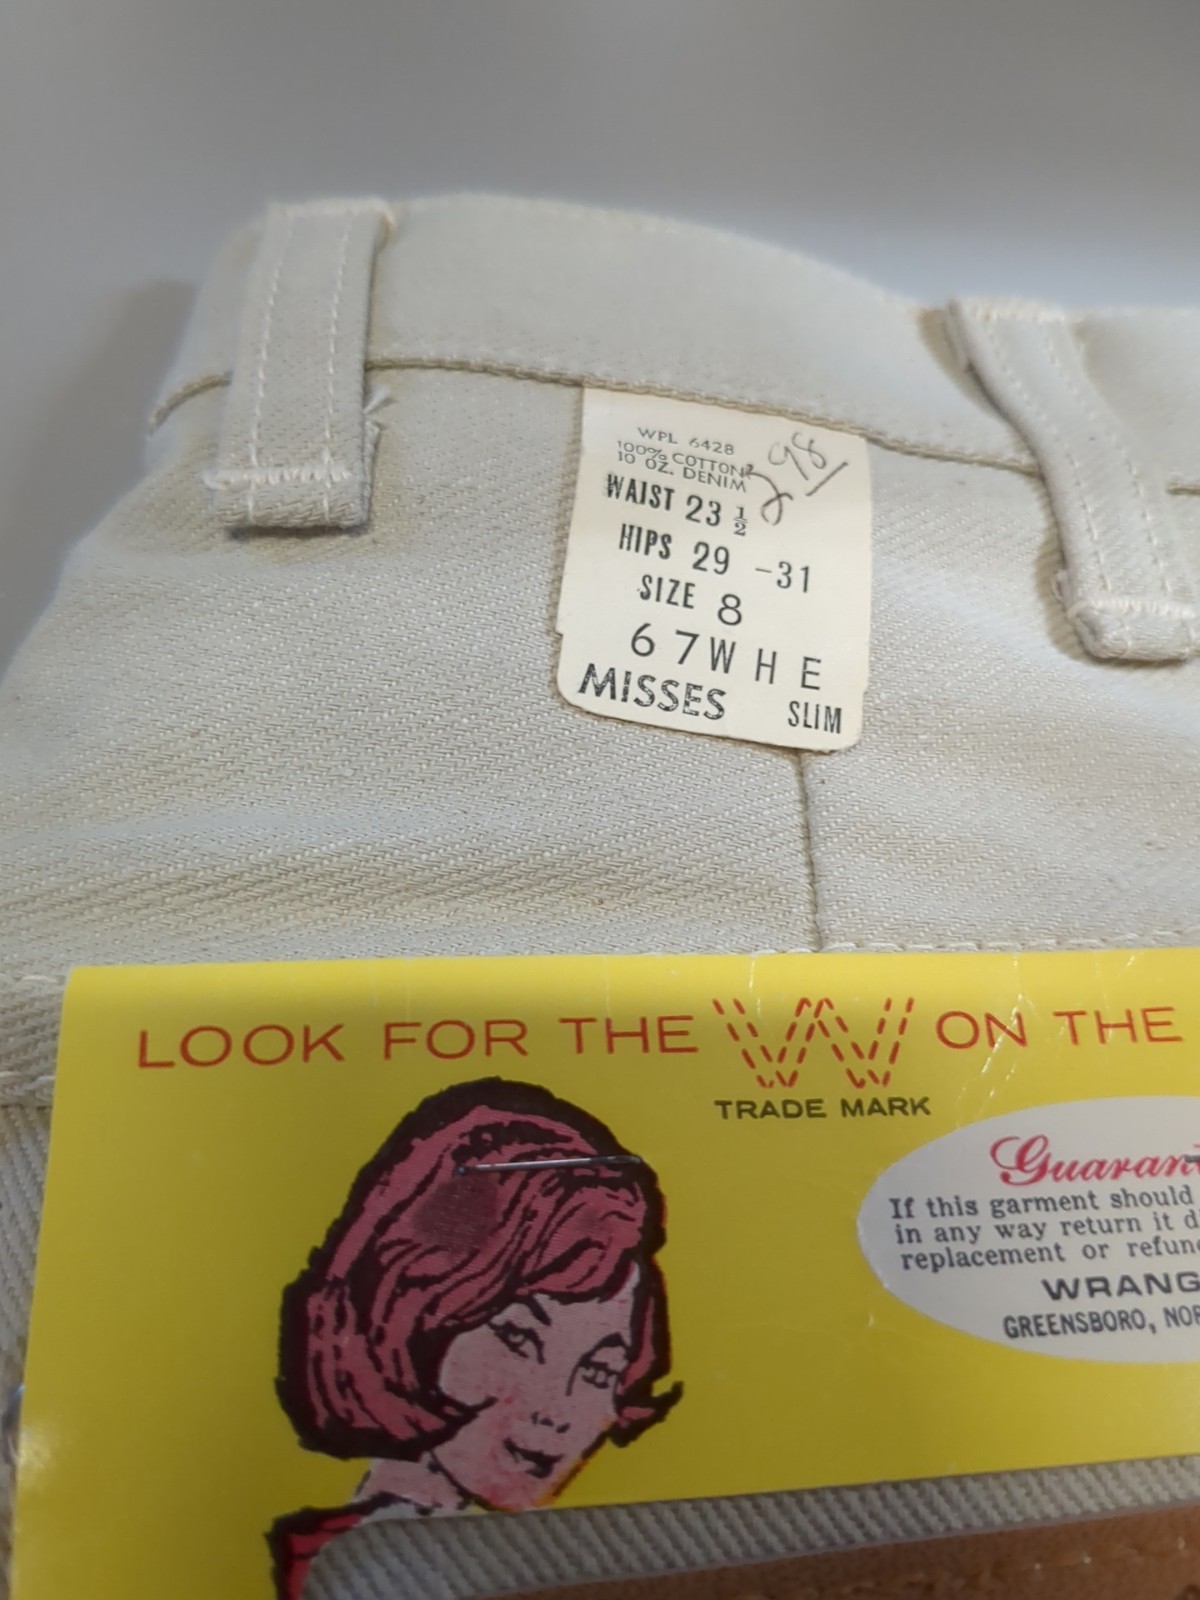 WPL 6428
100% COTTON
10 OZ. DENIM
298
WAIST 23 ½
HIPS 29 -31
SIZE 8
67WHE
MISSES SLIM
LOOK FOR THE W ON THE
TRADE MARK
Guaran
If this garment should
in any way return it d
replacement or refun
WRANG
GREENSBORO, NOR